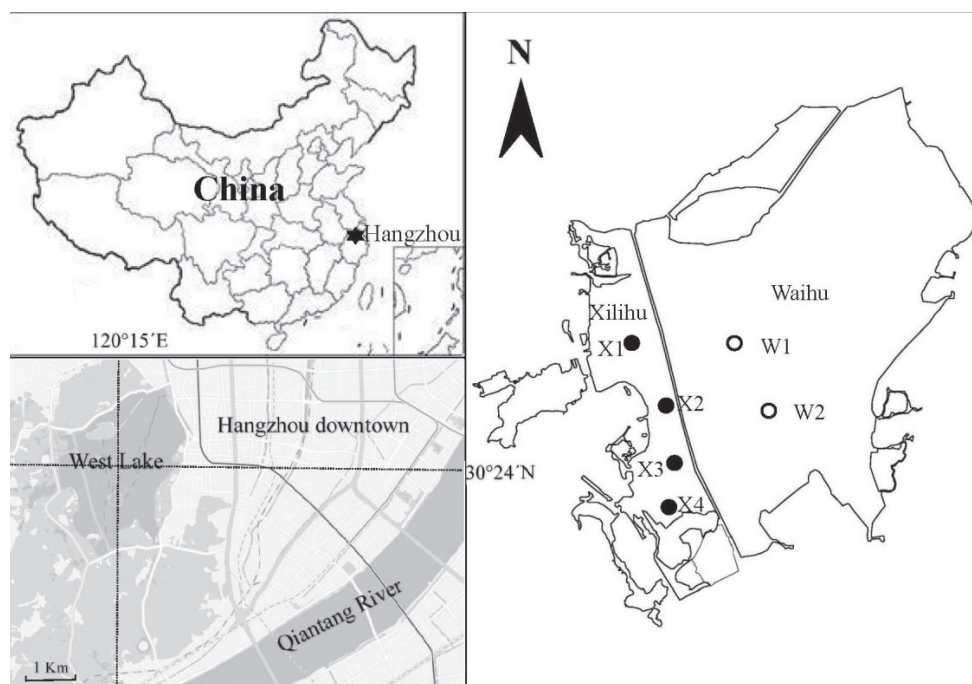 China
Hangzhou
120°15´E
Hangzhou downtown
West Lake
30°24´N
Qiantang River
1 Km
N
Waihu
Xilihu
X1
W1
X2
W2
X3
X4